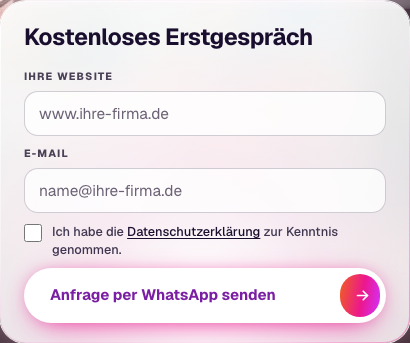 Kostenloses Erstgespräch
IHRE WEBSITE
www.ihre-firma.de
E-MAIL
name@ihre-firma.de
Ich habe die Datenschutzerklärung zur Kenntnis
genommen.
Anfrage per WhatsApp senden